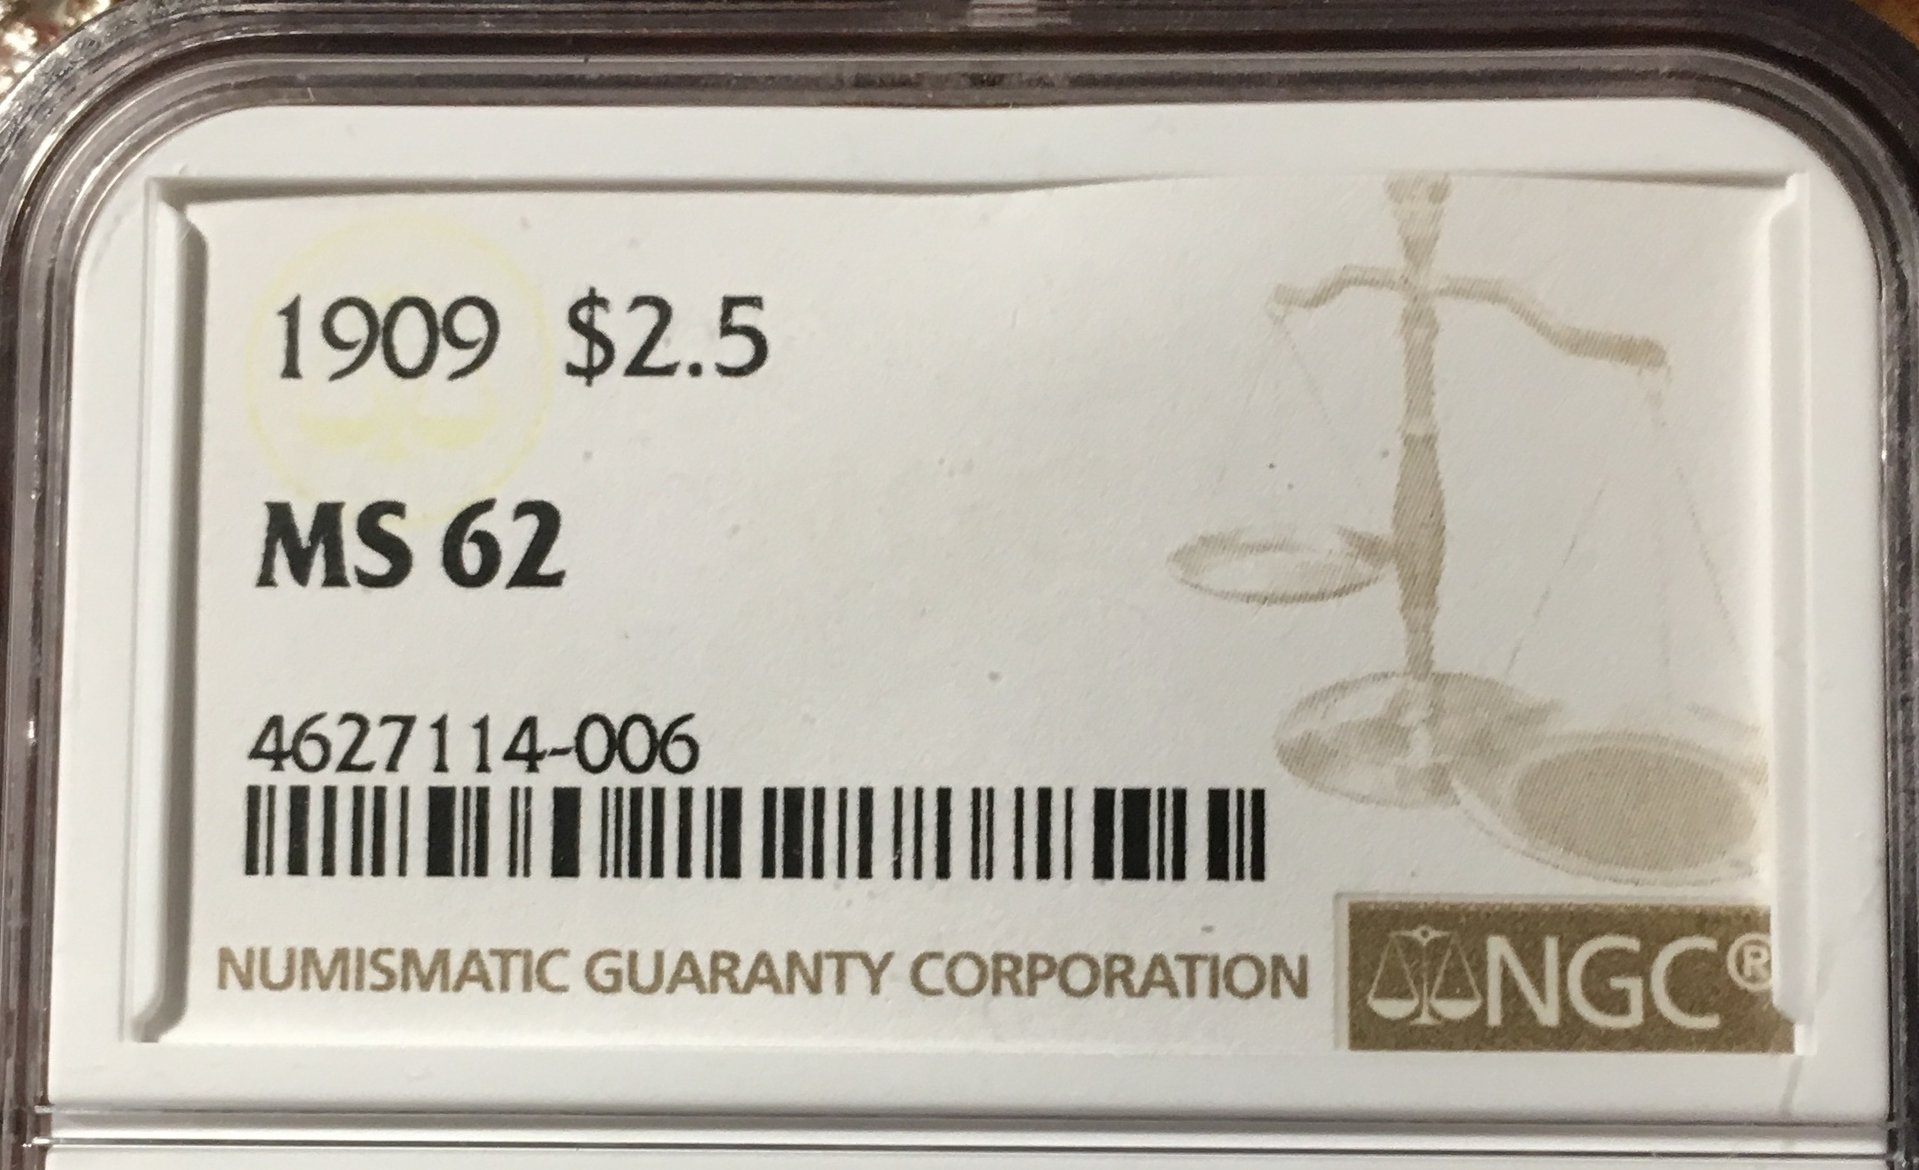 1909 $2.5
MS 62
4627114-006
NUMISMATIC GUARANTY CORPORATION
NGC®